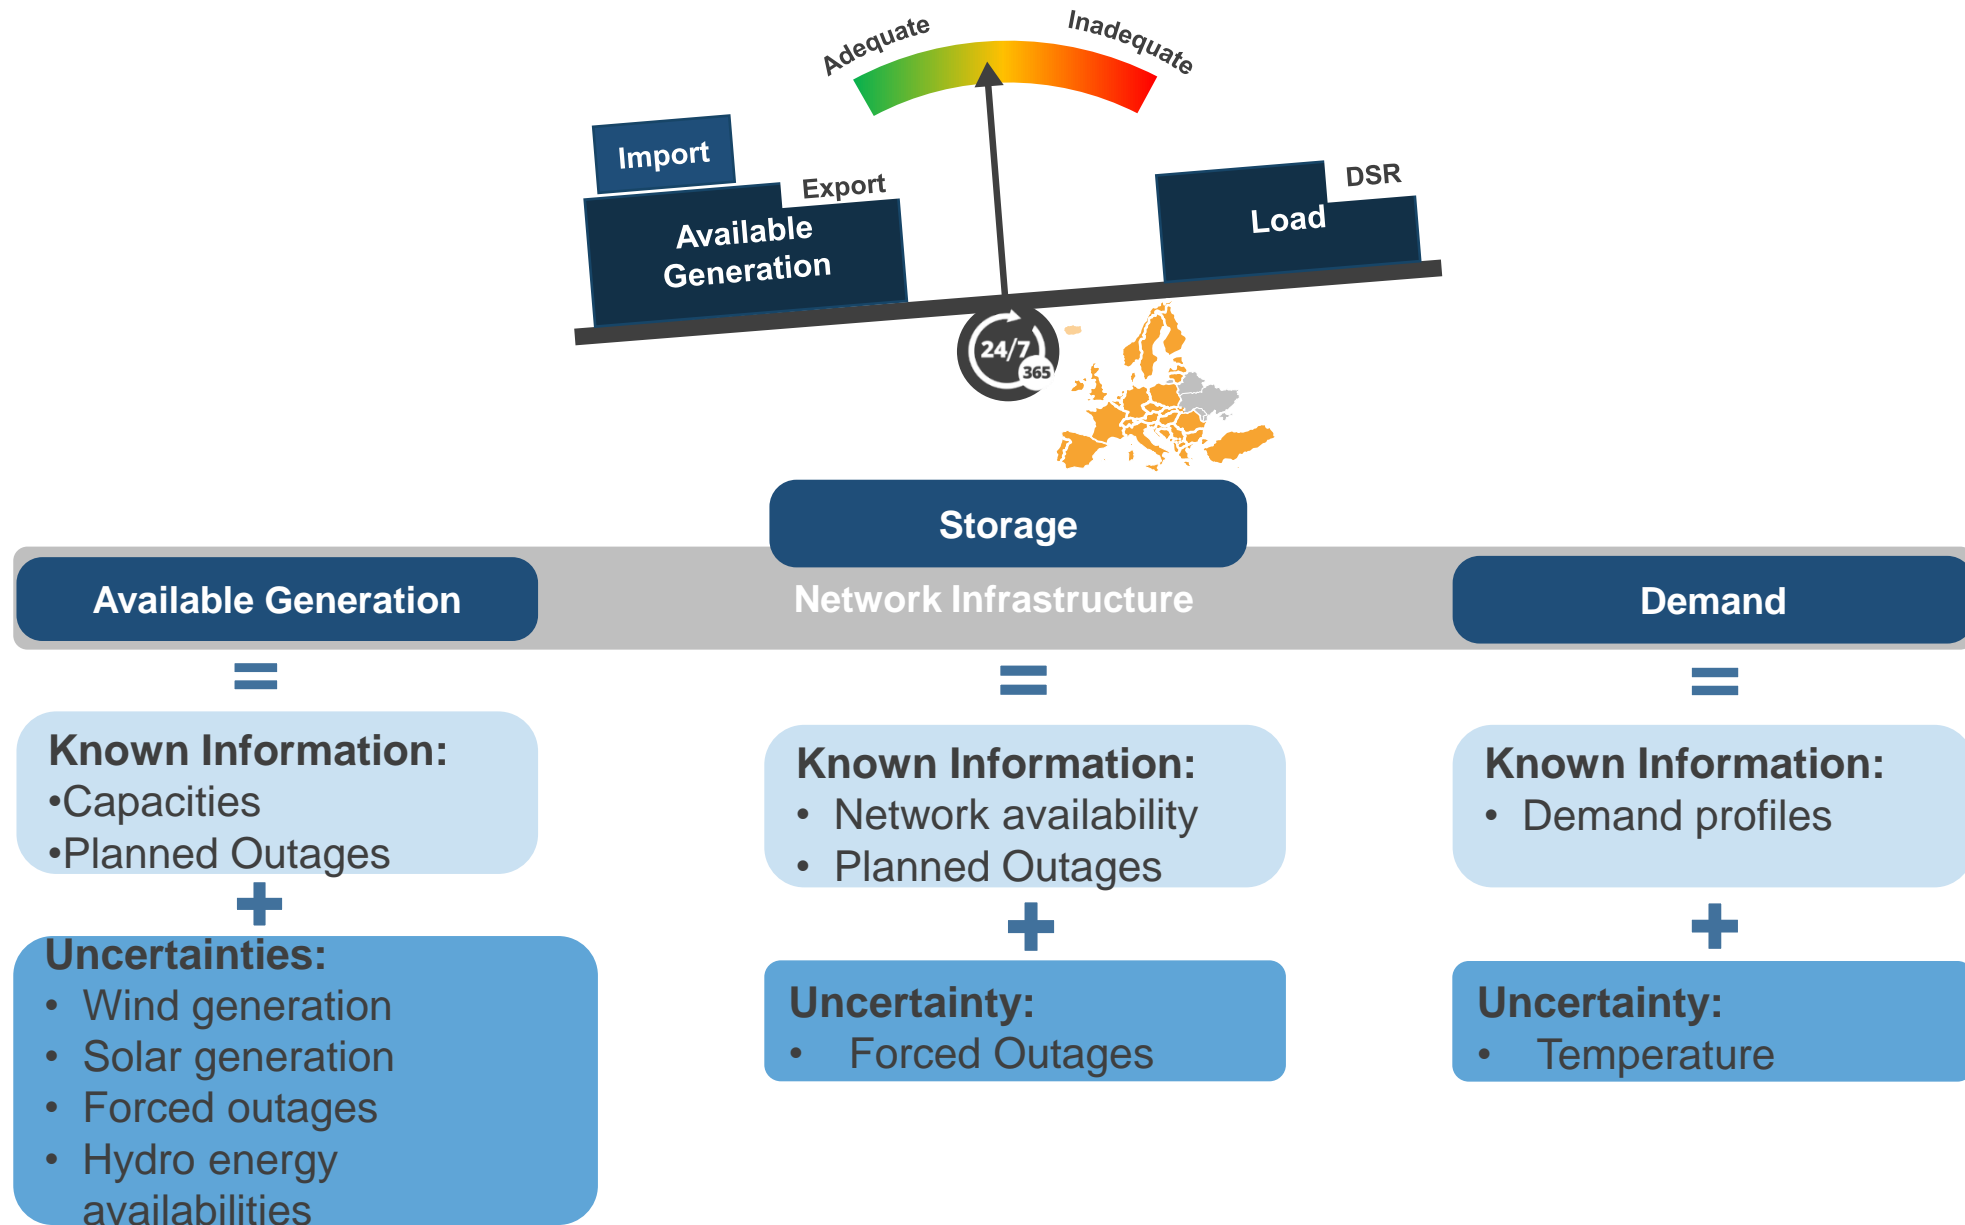 Adequate
Inadequate
Import
Export
Available
Generation
DSR
Load
24/7
365
Storage
Available Generation
Network Infrastructure
Demand
=
=
=
Known Information:
•Capacities
•Planned Outages
Known Information:
• Network availability
• Planned Outages
Known Information:
• Demand profiles
+
+
+
Uncertainties:
• Wind generation
• Solar generation
• Forced outages
• Hydro energy
availabilities
Uncertainty:
• Forced Outages
Uncertainty:
• Temperature